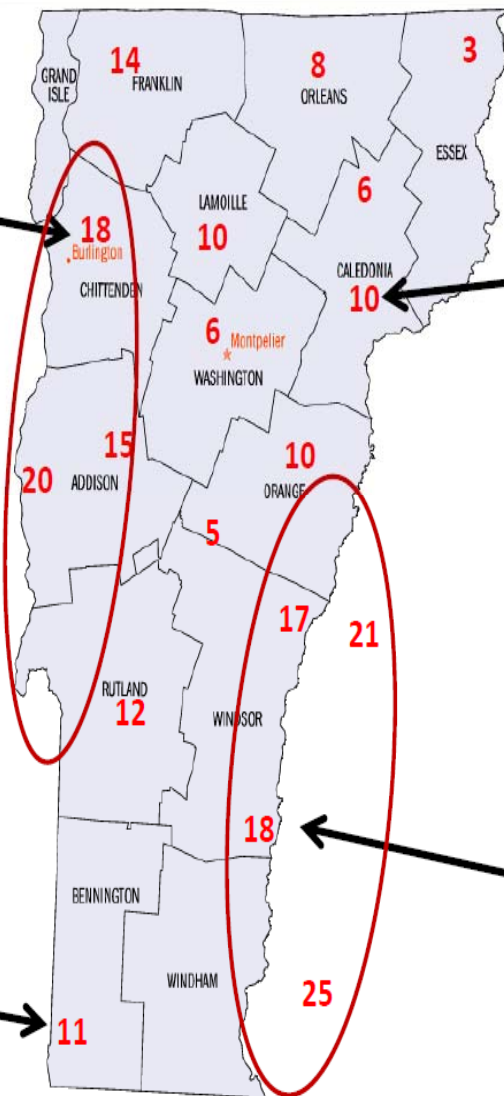 14
8
3
GRAND
ISLE
FRANKLIN
ORLEANS
ESSEX
6
LAMOILLE
18
10
Burlington
CALEDONIA
CHITTENDEN
10
6
Montpelier
WASHINGTON
15
10
20
ADDISON
ORANGE
5
17
21
RUTLAND
12
WINDSOR
18
BENNINGTON
WINDHAM
25
11